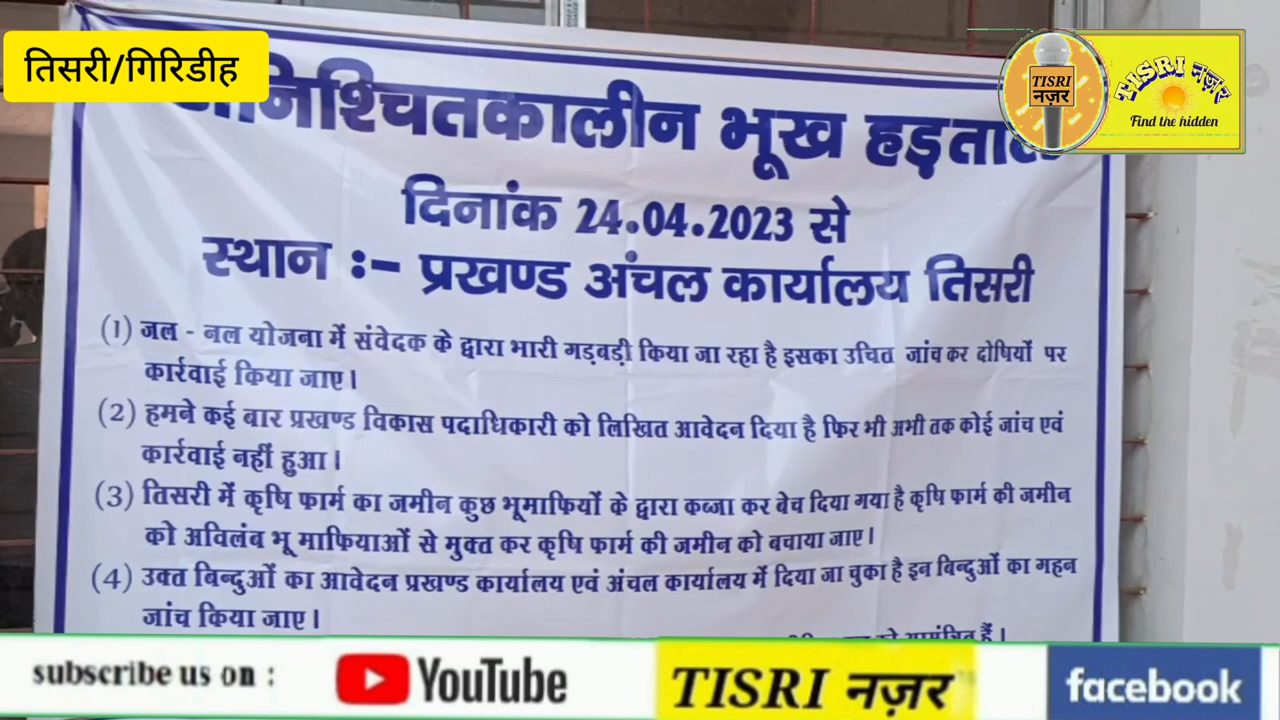 तिसरी/गिरिडीह
TISRI
नज़र
TISRI नज़र
Find the hidden
अनिश्चितकालीन भूख हड़ताल
दिनांक 24.04.2023 से
स्थान :- प्रखण्ड अंचल कार्यालय तिसरी
(1) जल - नल योजना में संवेदक के द्वारा भारी गड़बड़ी किया जा रहा है इसका उचित जांच कर दोषियों पर
कार्रवाई किया जाए।
(2) हमने कई बार प्रखण्ड विकास पदाधिकारी को लिखित आवेदन दिया है फिर भी अभी तक कोई जांच एवं
कार्रवाई नहीं हुआ।
(3) तिसरी में कृषि फार्म का जमीन कुछ भूमाफियों के द्वारा कब्जा कर बेच दिया गया है कृषि फार्म की जमीन
को अविलंब भू माफियाओं से मुक्त कर कृषि फार्म की जमीन को बचाया जाए।
(4) उक्त बिन्दुओं का आवेदन प्रखण्ड कार्यालय एवं अंचल कार्यालय में दिया जा चुका है इन बिन्दुओं का गहन
जांच किया जाए।
को आमंत्रित हैं।
subscribe us on : YouTube TISRI नज़र facebook